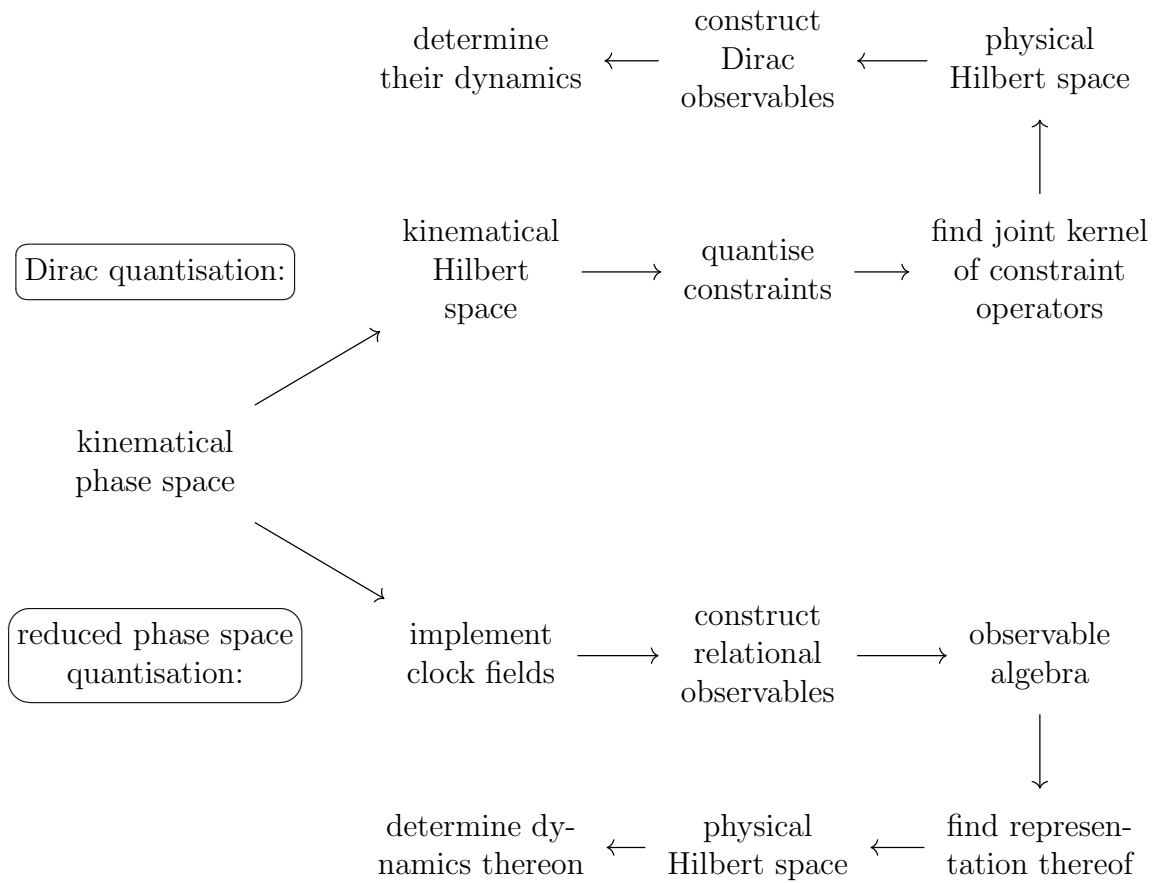 determine
their dynamics
construct
Dirac
observables
physical
Hilbert space
Dirac quantisation:
kinematical
Hilbert
space
quantise
constraints
find joint kernel
of constraint
operators
kinematical
phase space
reduced phase space
quantisation:
implement
clock fields
construct
relational
observables
observable
algebra
determine dy-
namics thereon
physical
Hilbert space
find represen-
tation thereof